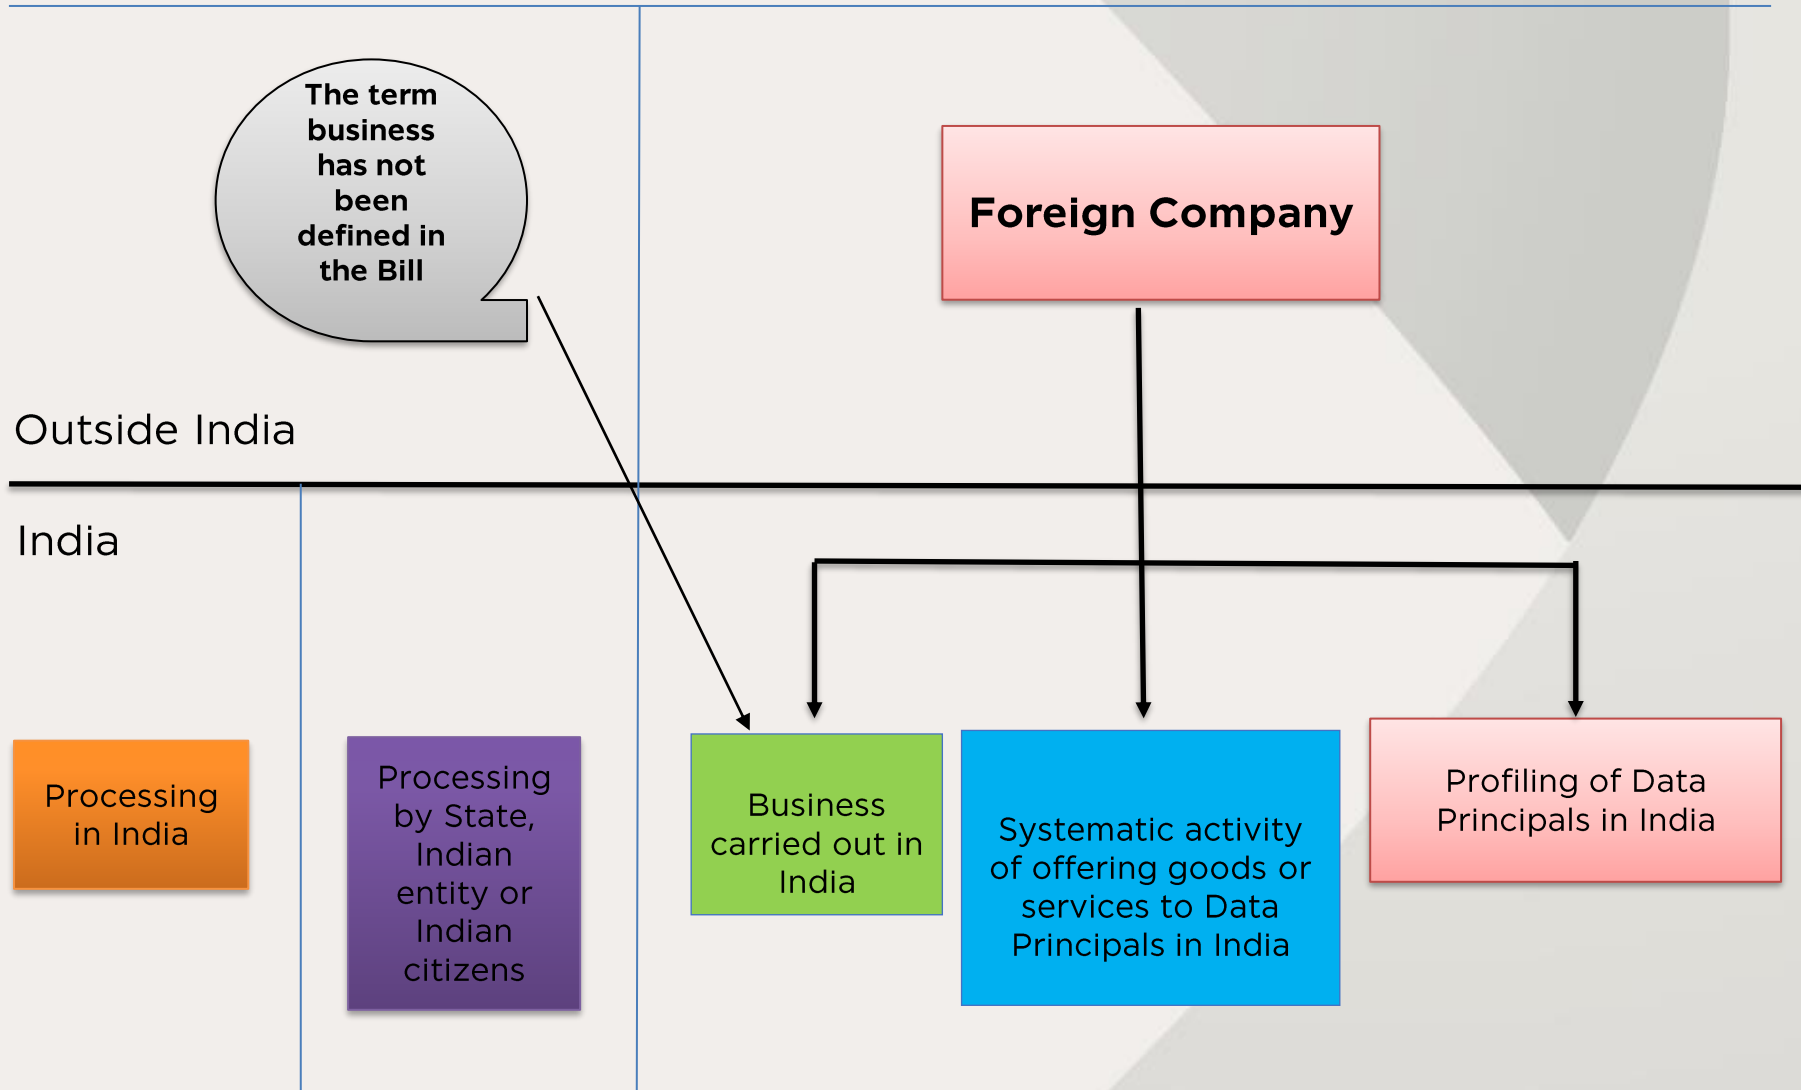 The term
business
has not
been
defined in
the Bill
Foreign Company
Outside India
India
Processing
in India
Processing
by State,
Indian
entity or
Indian
citizens
Business
carried out in
India
Systematic activity
of offering goods or
services to Data
Principals in India
Profiling of Data
Principals in India